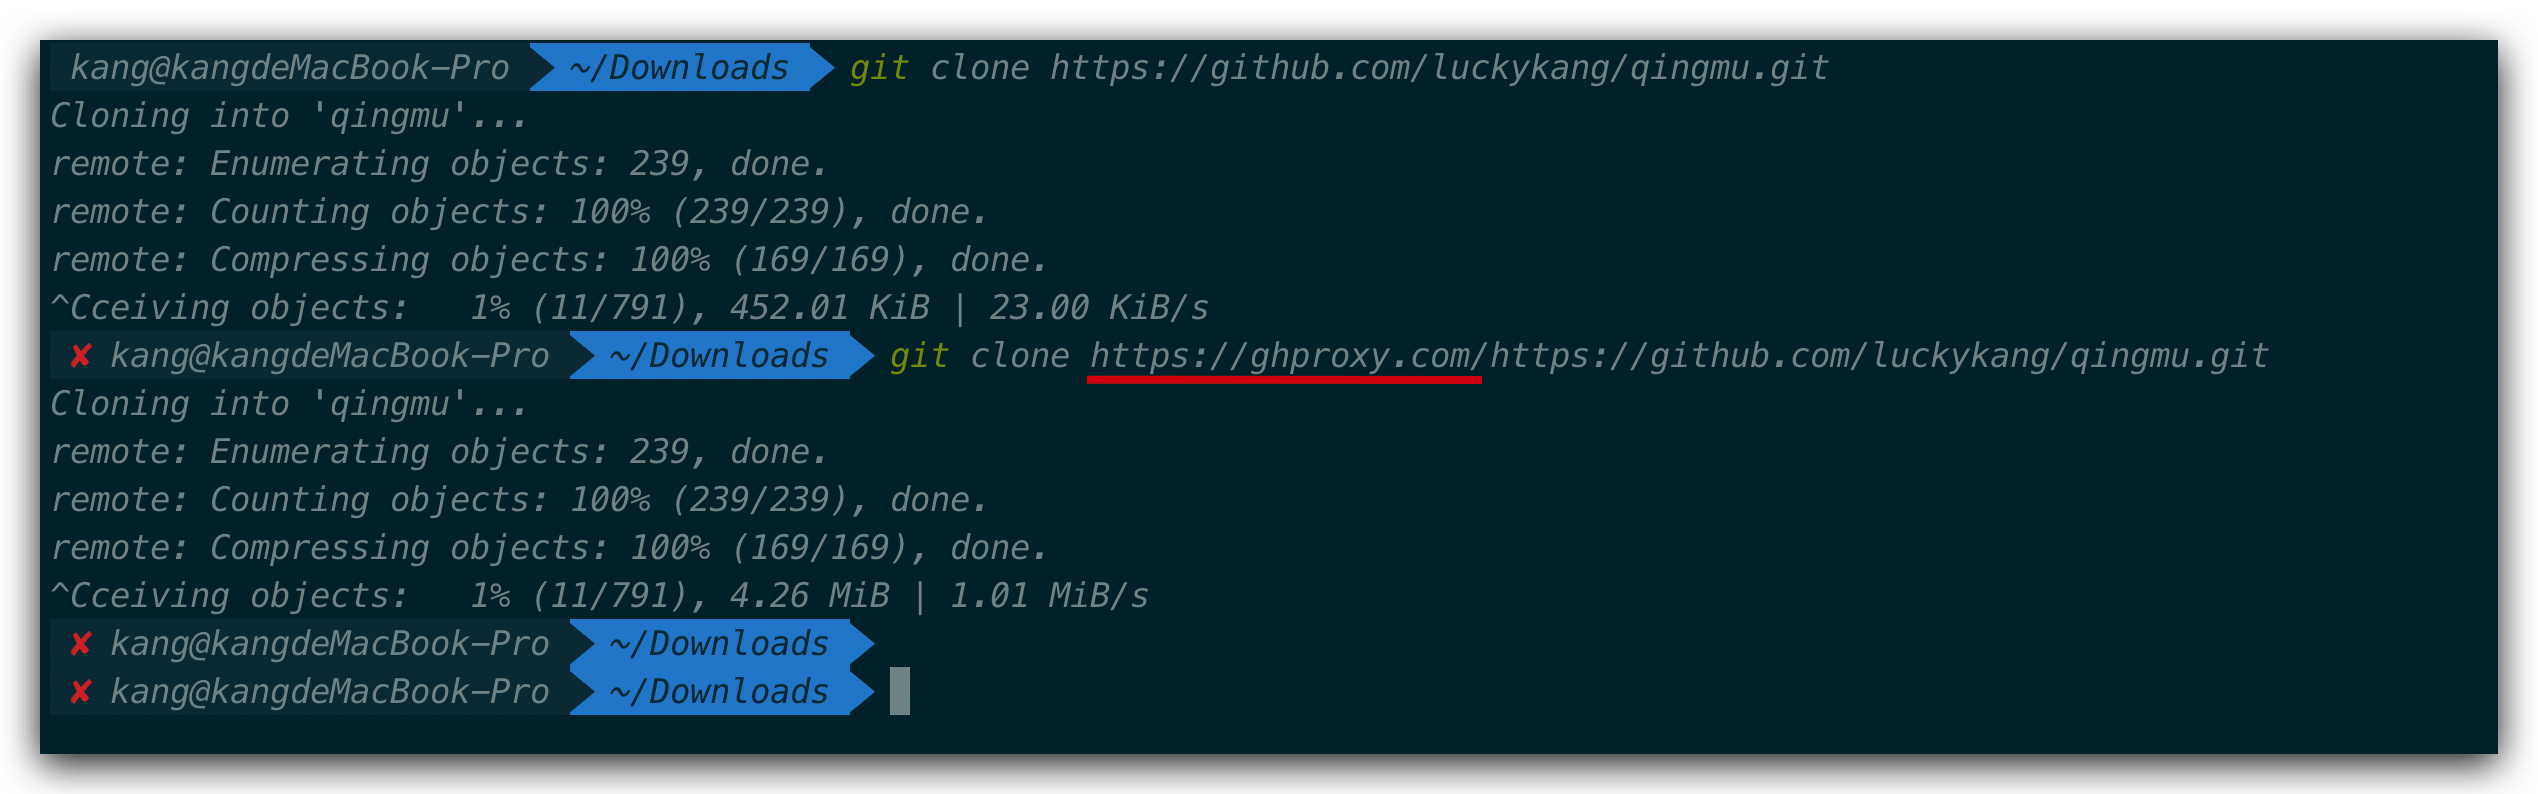 kang@kangdeMacBook-Pro ~/Downloads git clone https://github.com/luckykang/qingmu.git
Cloning into 'qingmu'...
remote: Enumerating objects: 239, done.
remote: Counting objects: 100% (239/239), done.
remote: Compressing objects: 100% (169/169), done.
^Cceiving objects:   1% (11/791), 452.01 KiB | 23.00 KiB/s
✘ kang@kangdeMacBook-Pro ~/Downloads git clone https://ghproxy.com/https://github.com/luckykang/qingmu.git
Cloning into 'qingmu'...
remote: Enumerating objects: 239, done.
remote: Counting objects: 100% (239/239), done.
remote: Compressing objects: 100% (169/169), done.
^Cceiving objects:   1% (11/791), 4.26 MiB | 1.01 MiB/s
✘ kang@kangdeMacBook-Pro ~/Downloads
✘ kang@kangdeMacBook-Pro ~/Downloads